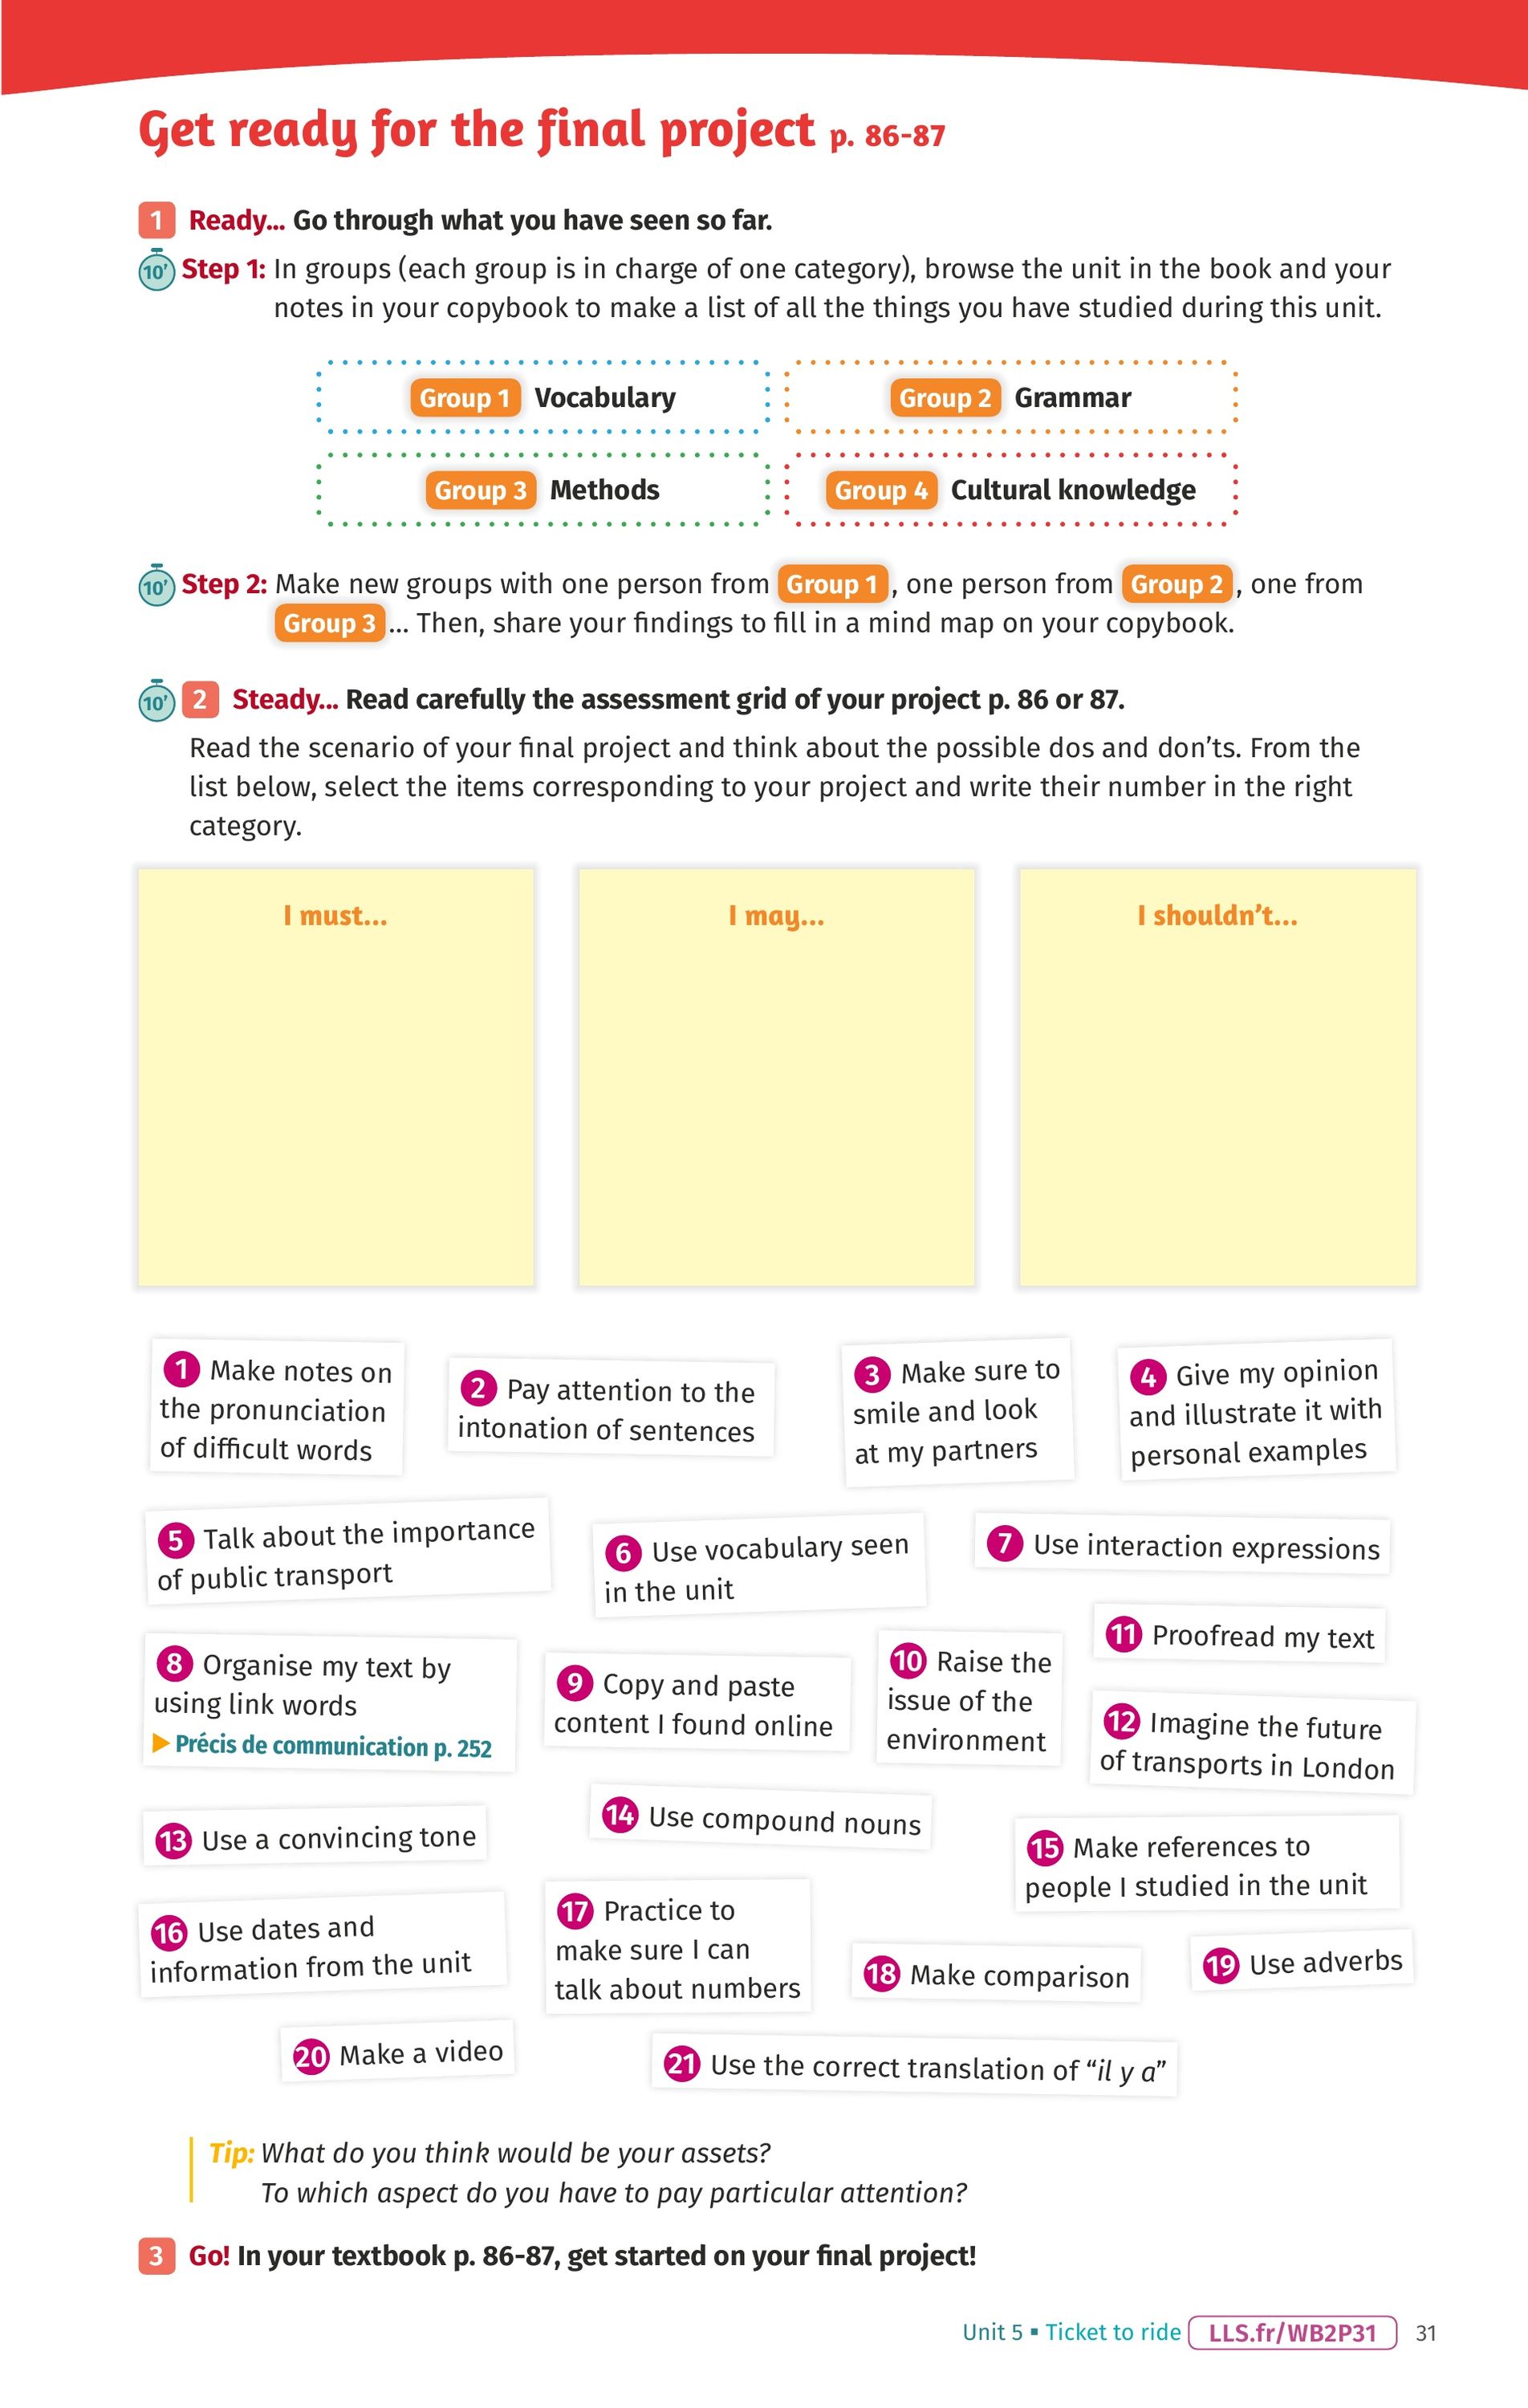 Get ready for the final project p. 86-87
1 Ready... Go through what you have seen so far.
10’ Step 1: In groups (each group is in charge of one category), browse the unit in the book and your
notes in your copybook to make a list of all the things you have studied during this unit.
Group 1 Vocabulary
Group 2 Grammar
Group 3 Methods
Group 4 Cultural knowledge
10’ Step 2: Make new groups with one person from Group 1, one person from Group 2, one from
Group 3... Then, share your findings to fill in a mind map on your copybook.
10’ 2 Steady... Read carefully the assessment grid of your project p. 86 or 87.
Read the scenario of your final project and think about the possible dos and don’ts. From the
list below, select the items corresponding to your project and write their number in the right
category.
I must...
I may...
I shouldn’t...
1 Make notes on
the pronunciation
of difficult words
2 Pay attention to the
intonation of sentences
3 Make sure to
smile and look
at my partners
4 Give my opinion
and illustrate it with
personal examples
5 Talk about the importance
of public transport
6 Use vocabulary seen
in the unit
7 Use interaction expressions
8 Organise my text by
using link words
Précis de communication p. 252
9 Copy and paste
content I found online
10 Raise the
issue of the
environment
11 Proofread my text
12 Imagine the future
of transports in London
13 Use a convincing tone
14 Use compound nouns
15 Make references to
people I studied in the unit
16 Use dates and
information from the unit
17 Practice to
make sure I can
talk about numbers
18 Make comparison
19 Use adverbs
20 Make a video
21 Use the correct translation of “il y a”
Tip: What do you think would be your assets?
To which aspect do you have to pay particular attention?
3 Go! In your textbook p. 86-87, get started on your final project!
Unit 5 ▪ Ticket to ride LLS.fr/WB2P31 31